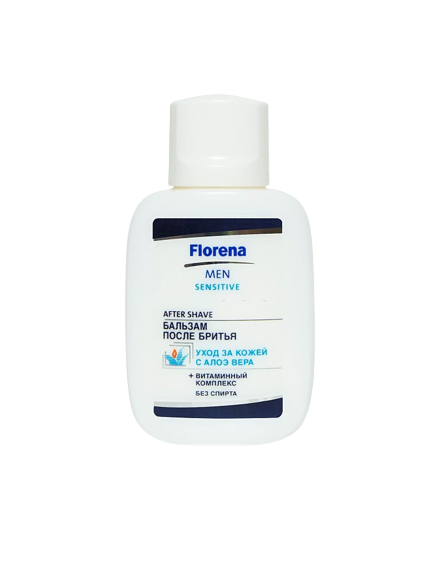 Florena
MEN
SENSITIVE
AFTER SHAVE
БАЛЬЗАМ
ПОСЛЕ БРИТЬЯ
УХОД ЗА КОЖЕЙ
С АЛОЭ ВЕРА
+ ВИТАМИННЫЙ
КОМПЛЕКС
БЕЗ СПИРТА